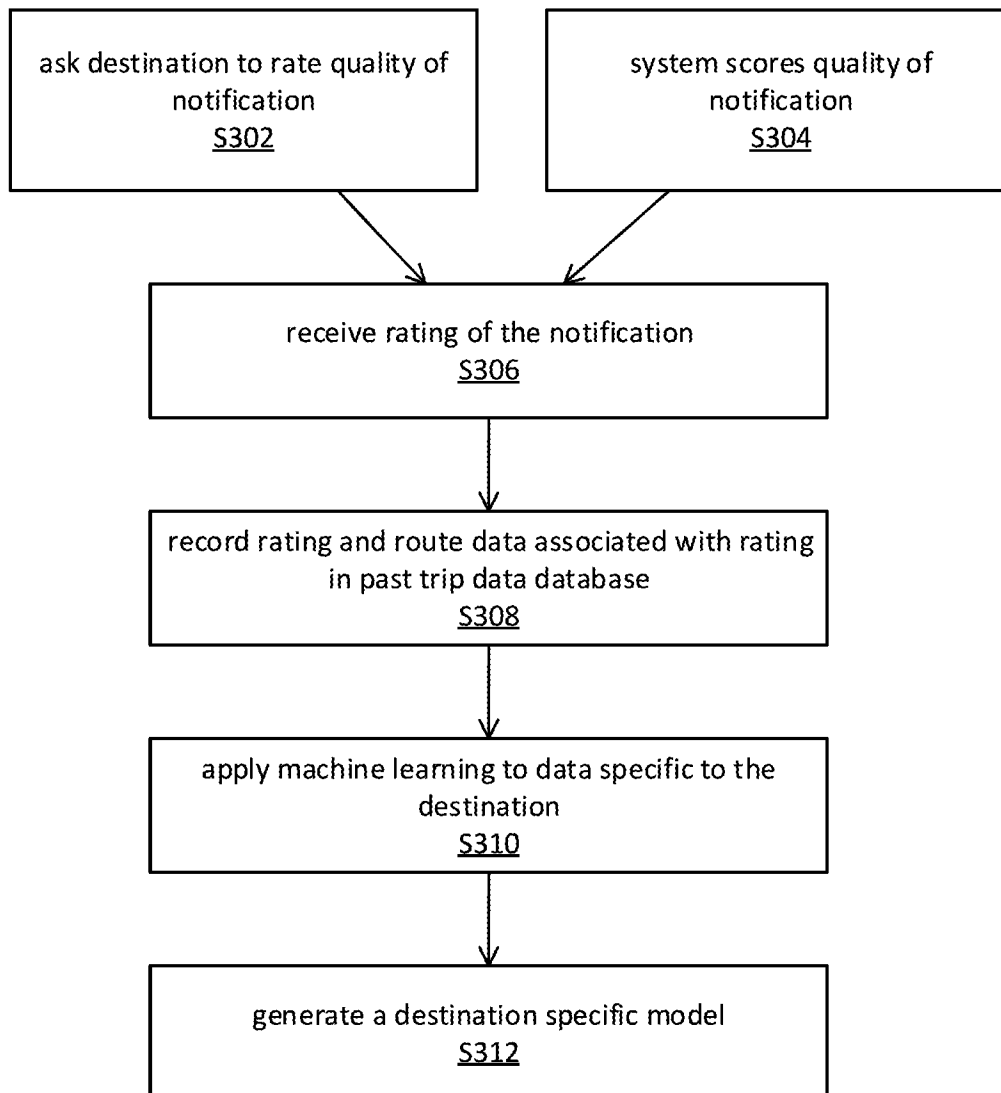 ask destination to rate quality of
notification
S302
system scores quality of
notification
S304
receive rating of the notification
S306
record rating and route data associated with rating
in past trip data database
S308
apply machine learning to data specific to the
destination
S310
generate a destination specific model
S312